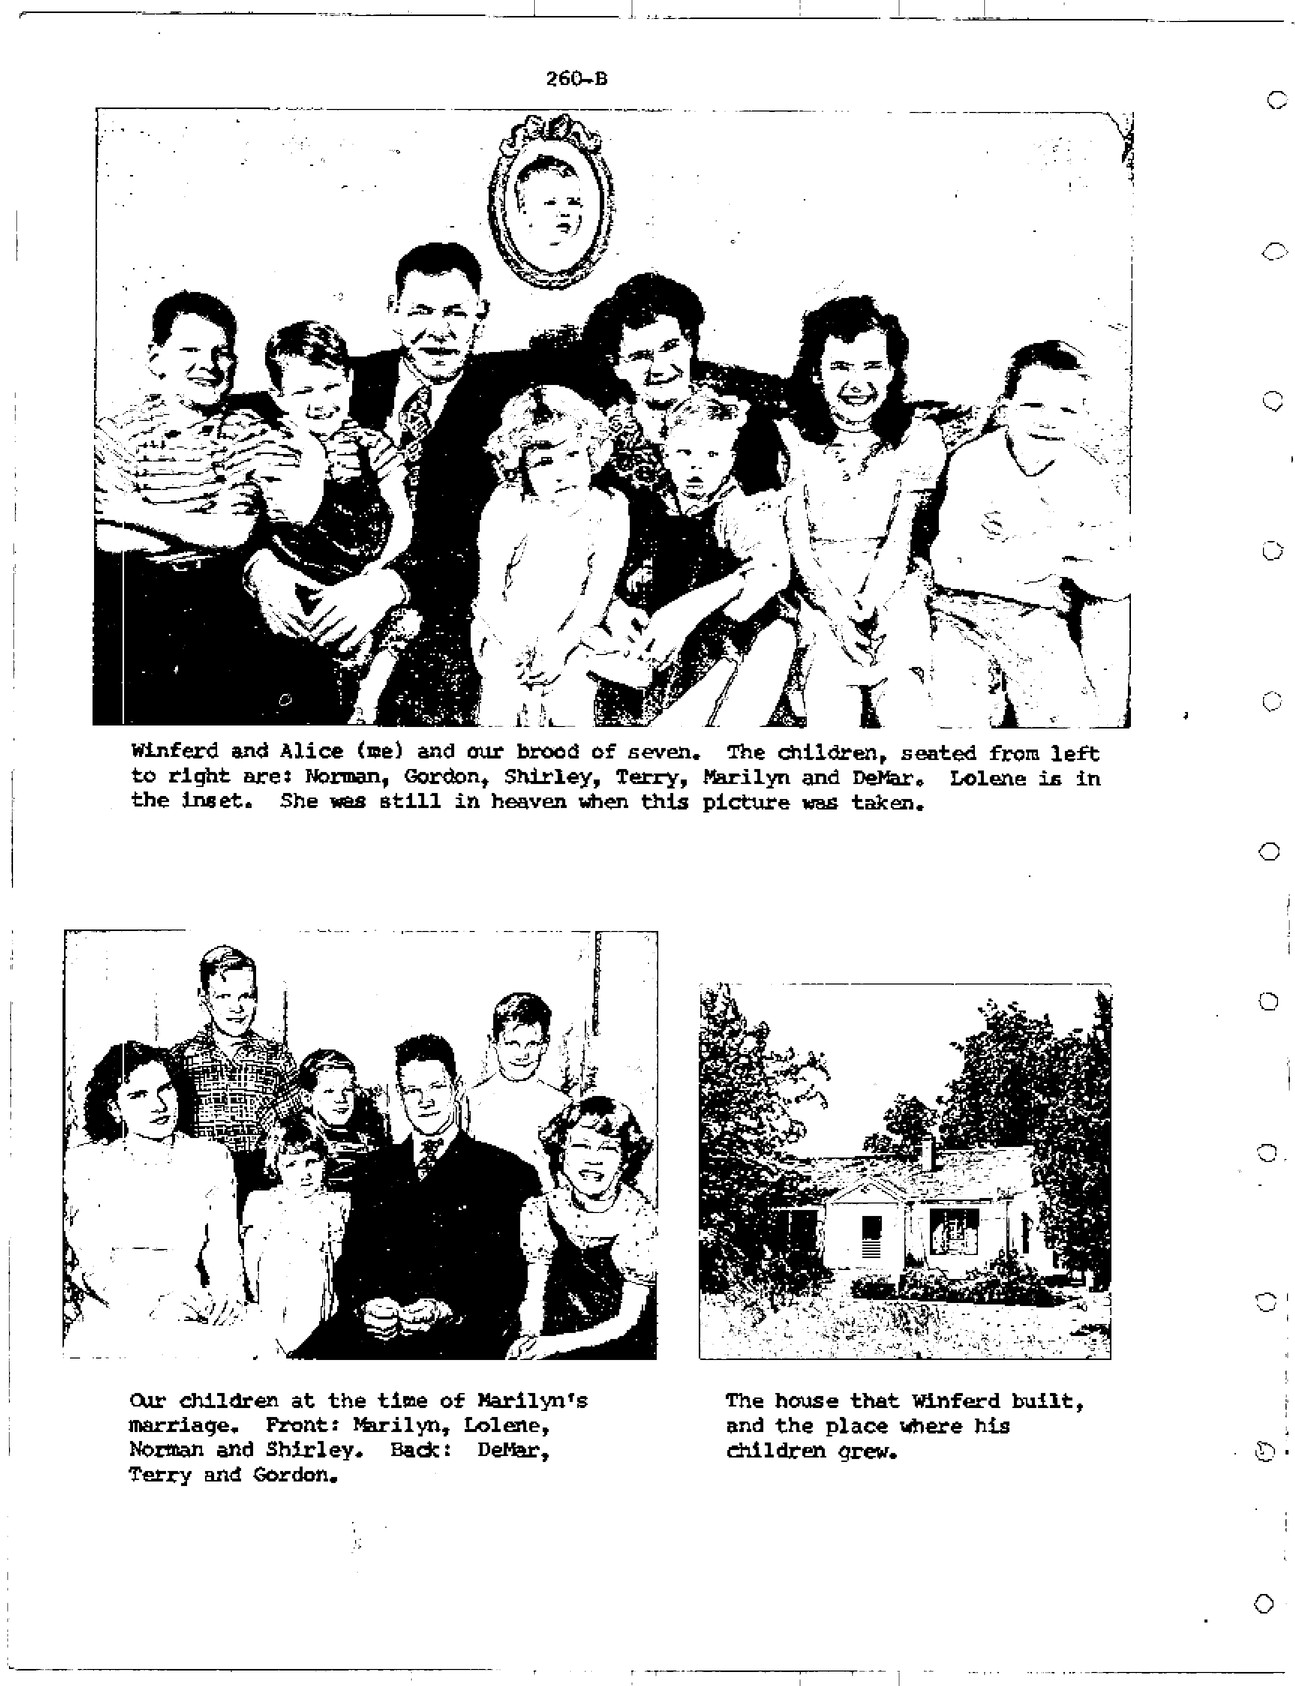 260-B
Winferd and Alice (me) and our brood of seven.  The children, seated from left
to right are: Norman, Gordon, Shirley, Terry, Marilyn and DeMar.  Lolene is in
the inset.  She was still in heaven when this picture was taken.
Our children at the time of Marilyn's
marriage.  Front: Marilyn, Lolene,
Norman and Shirley.  Back:  DeMar,
Terry and Gordon.
The house that Winferd built,
and the place where his
children grew.